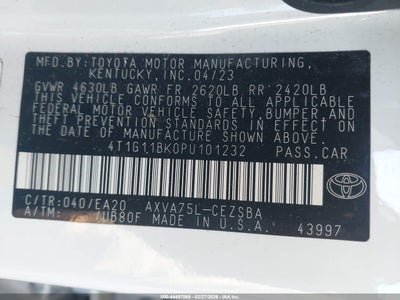 MFD.BY:TOYOTA MOTOR MANUFACTURING,
KENTUCKY,INC.04/23
GVWR 4630LB GAWR FR 2620LB RR 2420LB
THIS VEHICLE CONFORMS TO ALL APPLICABLE
FEDERAL MOTOR VEHICLE SAFETY, BUMPER, AND
THEFT PREVENTION STANDARDS IN EFFECT ON
THE DATE OF MANUFACTURE SHOWN ABOVE.
4T1G11BK0PU101232 PASS.CAR
C/TR:040/EA20 AXVA75L-CEZSBA
A/TM: /UB80F MADE IN U.S.A.
TOYOTA
43997